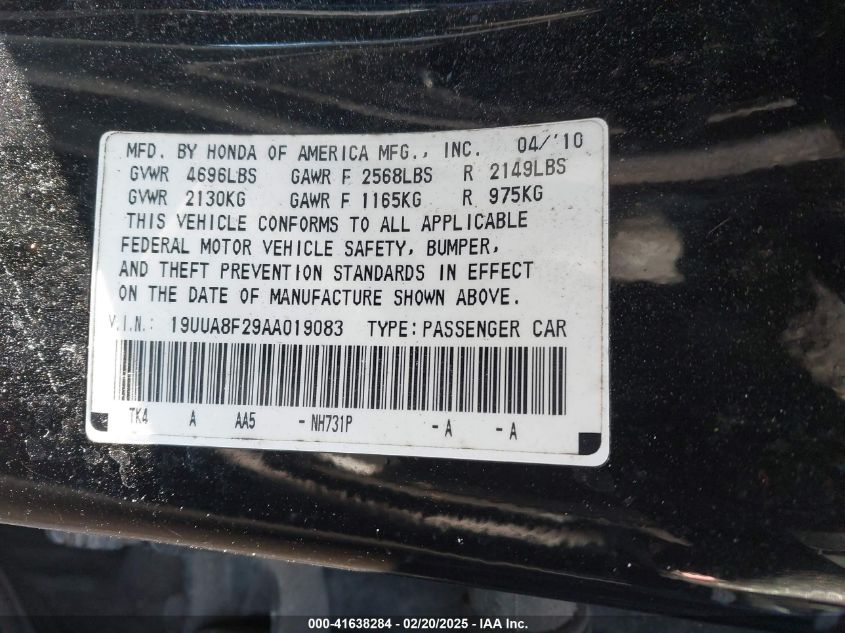 MFD. BY HONDA OF AMERICA MFG., INC. 04/'10
GVWR 4696LBS GAWR F 2568LBS R 2149LBS
GVWR 2130KG GAWR F 1165KG R 975KG
THIS VEHICLE CONFORMS TO ALL APPLICABLE
FEDERAL MOTOR VEHICLE SAFETY, BUMPER,
AND THEFT PREVENTION STANDARDS IN EFFECT
ON THE DATE OF MANUFACTURE SHOWN ABOVE.
V.I.N.: 19UUA8F29AA019083 TYPE: PASSENGER CAR
TK4 A AA5 - NH731P - A - A
000-41638284 - 02/20/2025 - IAA Inc.